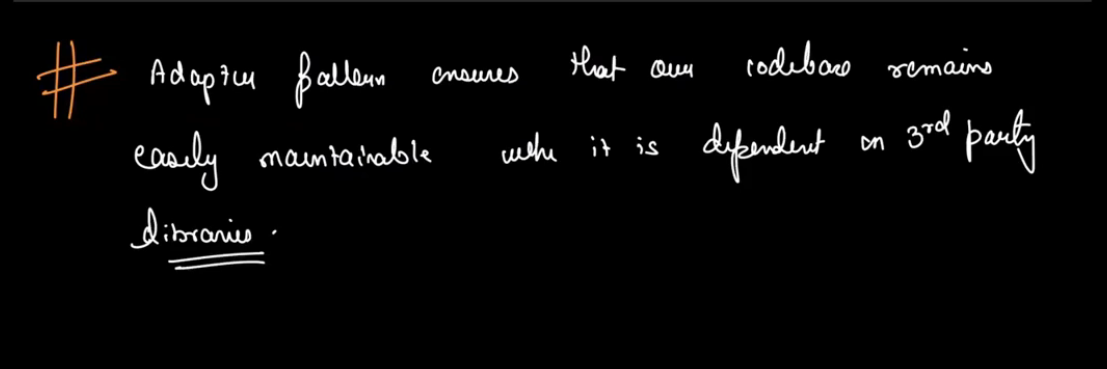 # Adapter pattern ensures that our codebase remains
easily maintainable when it is dependent on 3rd party
libraries.